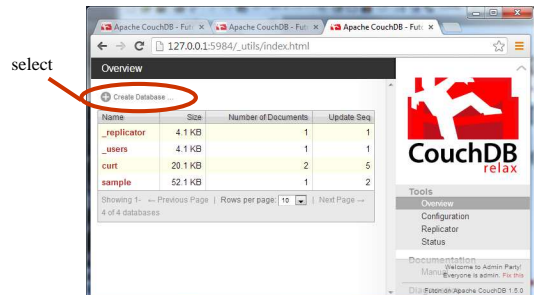 Apache CouchDB - Futo
Apache CouchDB - Futo
Apache CouchDB - Futo
127.0.0.1:5984/_utils/index.html
select
Overview
Create Database ...
Name Size Number of Documents Update Seq
_replicator 4.1 KB 1 1
_users 4.1 KB 1 1
curt 20.1 KB 2 5
sample 52.1 KB 1 2
Showing 1- ← Previous Page | Rows per page: 10 | Next Page →
4 of 4 databases
CouchDB
relax
Tools
Overview
Configuration
Replicator
Status
Documentation
Manual
Welcome to Admin Party!
Everyone is admin. Fix this
Futon on Apache CouchDB 1.5.0